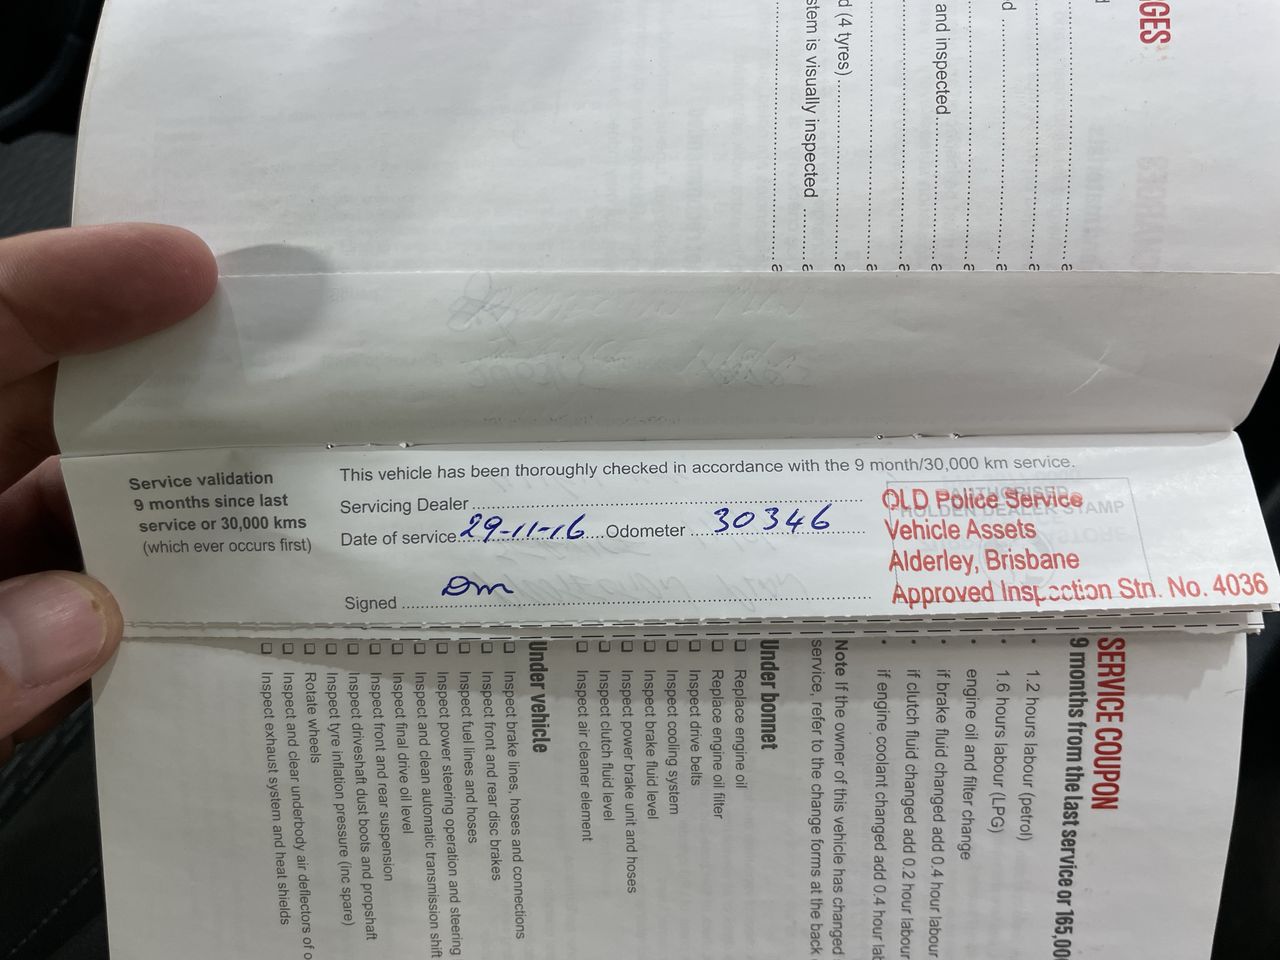 GES
d
d
and inspected
d (4 tyres)
stem is visually inspected
a
a
a
a
a
a
a
a
a
a
Service validation
9 months since last
service or 30,000 kms
(which ever occurs first)
This vehicle has been thoroughly checked in accordance with the 9 month/30,000 km service.
Servicing Dealer
Date of service 29-11-16 Odometer 30346
Signed Dm
AUTHORISED
HOLDEN DEALER STAMP
QLD Police Service
Vehicle Assets
Alderley, Brisbane
Approved Inspection Stn. No. 4036
SERVICE COUPON
9 months from the last service or 165,00
• 1.2 hours labour (petrol)
• 1.6 hours labour (LPG)
• engine oil and filter change
• if brake fluid changed add 0.4 hour labour
• if clutch fluid changed add 0.2 hour labour
• if engine coolant changed add 0.4 hour lab
Note If the owner of this vehicle has changed
service, refer to the change forms at the back
Under bonnet
❏ Replace engine oil
❏ Replace engine oil filter
❏ Inspect drive belts
❏ Inspect cooling system
❏ Inspect brake fluid level
❏ Inspect power brake unit and hoses
❏ Inspect clutch fluid level
❏ Inspect air cleaner element
Under vehicle
❏ Inspect brake lines, hoses and connections
❏ Inspect front and rear disc brakes
❏ Inspect fuel lines and hoses
❏ Inspect power steering operation and steering
❏ Inspect and clean automatic transmission shift
❏ Inspect final drive oil level
❏ Inspect front and rear suspension
❏ Inspect driveshaft dust boots and propshaft
❏ Inspect tyre inflation pressure (inc spare)
❏ Rotate wheels
❏ Inspect and clear underbody air deflectors of o
❏ Inspect exhaust system and heat shields